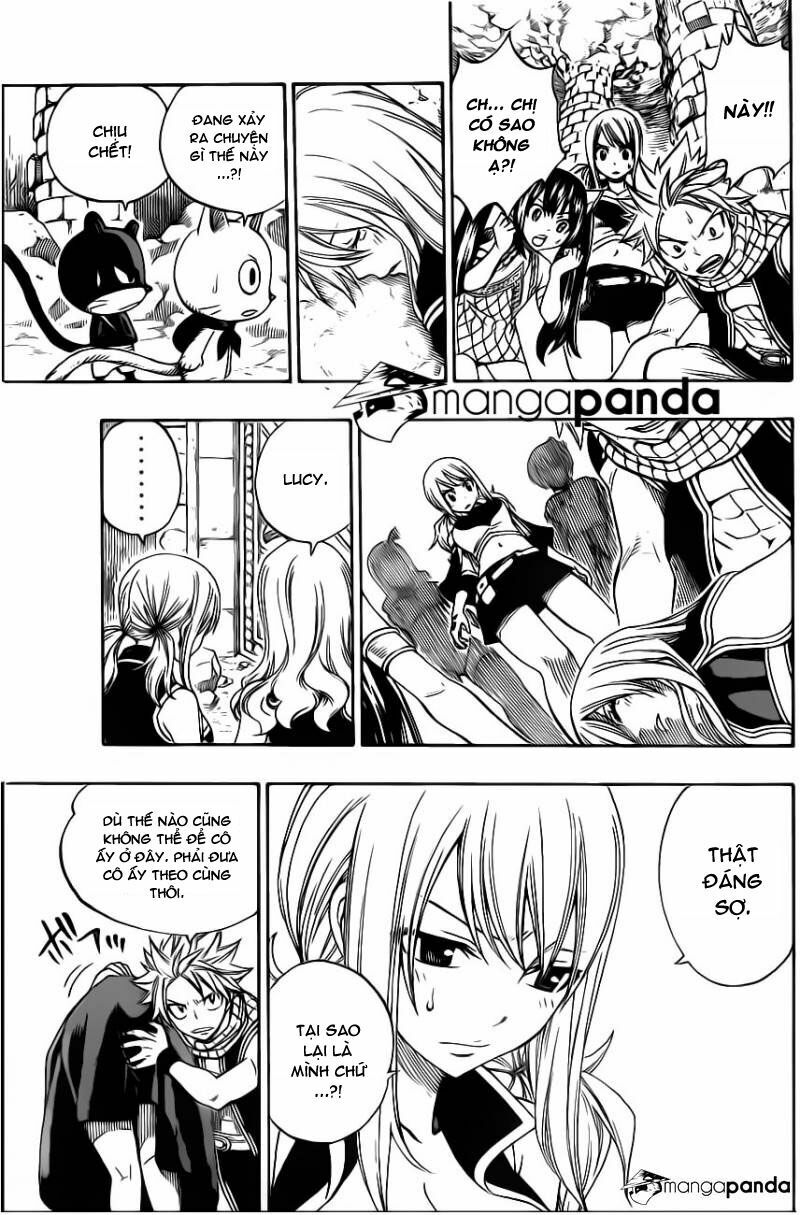 NÀY!!
CH... CHỊ
CÓ SAO
KHÔNG
Ạ?!
ĐANG XẢY
RA CHUYỆN
GÌ THẾ NÀY
...?!
CHỊU
CHẾT!
mangapanda
LUCY.
.......
THẬT
ĐÁNG
SỢ.
TẠI SAO
LẠI LÀ
MÌNH CHỨ
...?!
DÙ THẾ NÀO CŨNG
KHÔNG THỂ ĐỂ CÔ
ẤY Ở ĐÂY. PHẢI ĐƯA
CÔ ẤY THEO CÙNG
THÔI.
mangapanda